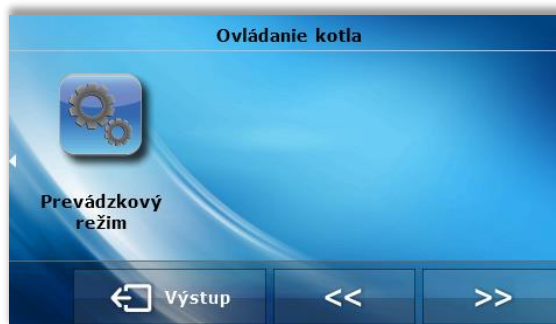 Ovládanie kotla
Prevádzkový
režim
Výstup
<<
>>